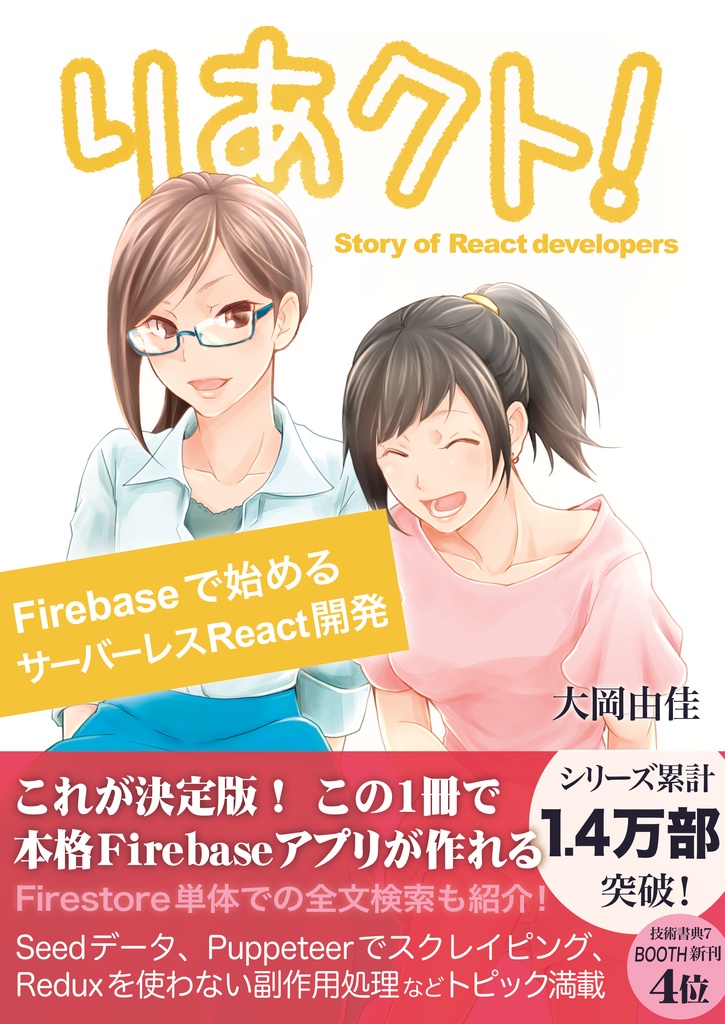 りあクト!
Story of React developers
Firebaseで始める
サーバーレスReact開発
大岡由佳
これが決定版！ この1冊で
本格Firebaseアプリが作れる
Firestore単体での全文検索も紹介！
Seedデータ、Puppeteerでスクレイピング、
Reduxを使わない副作用処理などトピック満載
シリーズ累計
1.4万部
突破！
技術書典7
BOOTH新刊
4位